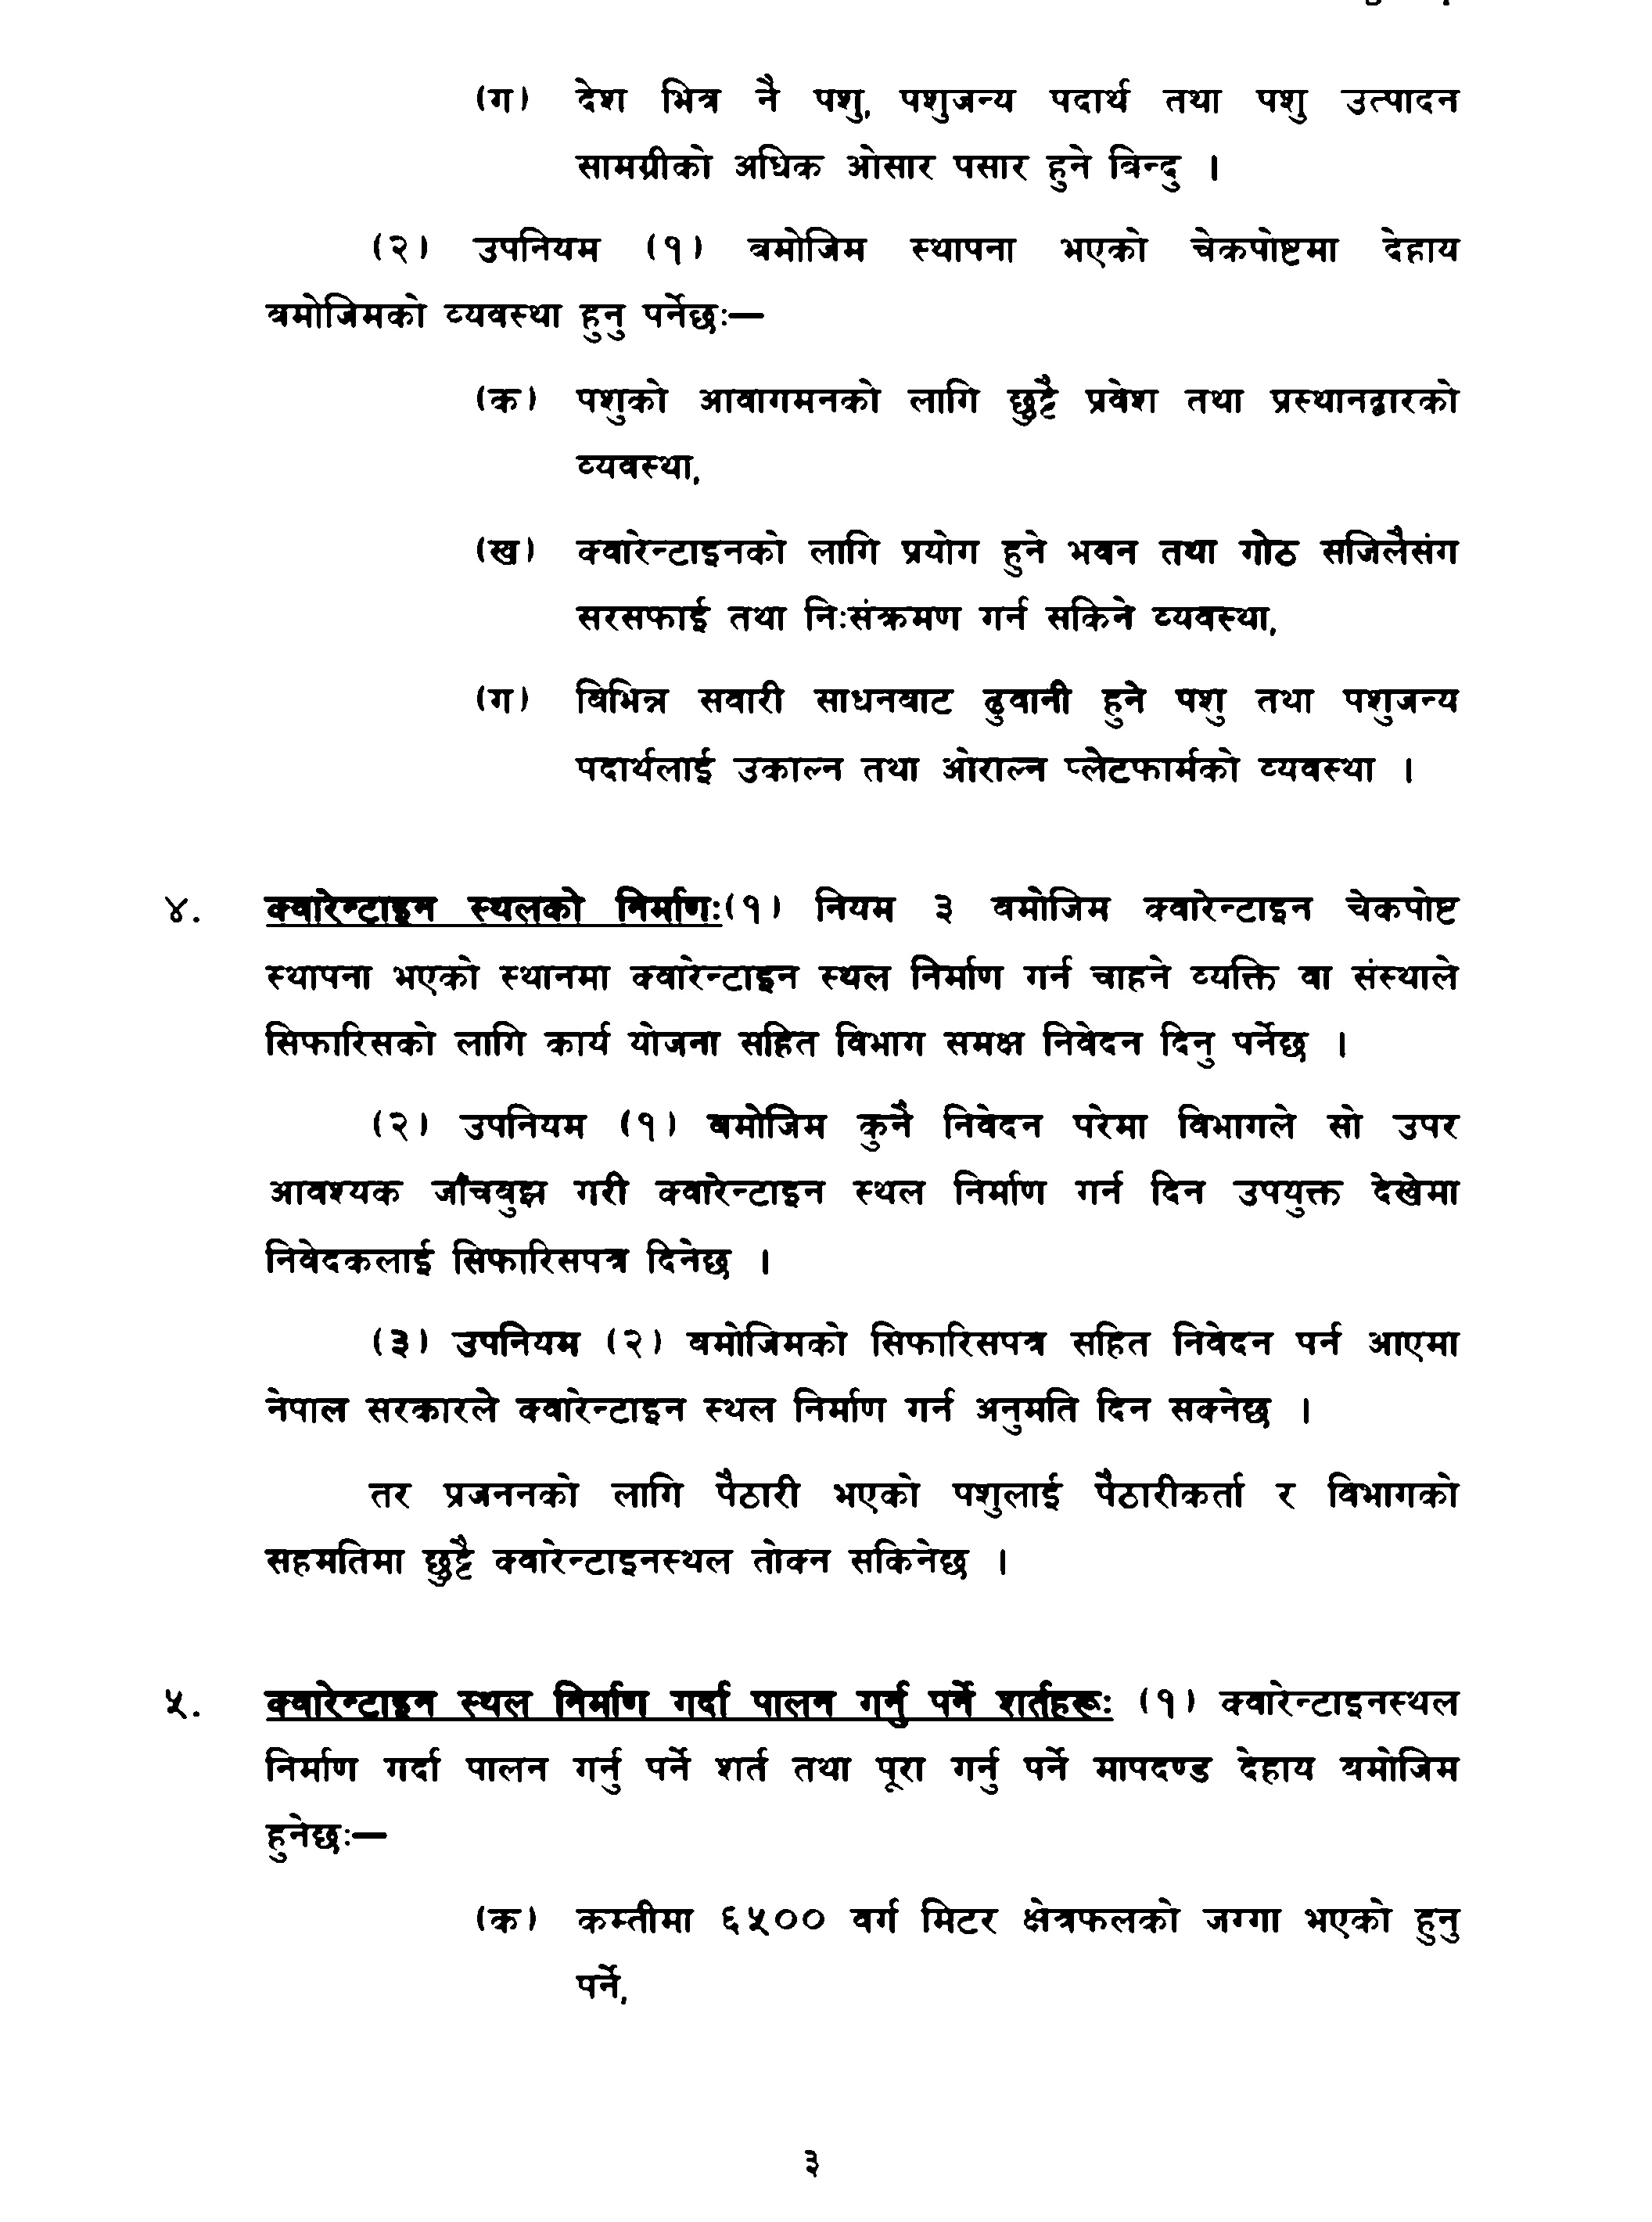 (ग) देश भित्र नै पशु, पशुजन्य पदार्थ तथा पशु उत्पादन
सामग्रीको अधिक ओसार पसार हुने बिन्दु ।
(२) उपनियम (१) बमोजिम स्थापना भएको चेकपोष्टमा देहाय
बमोजिमको व्यवस्था हुनु पर्नेछः—
(क) पशुको आवागमनको लागि छुट्टै प्रवेश तथा प्रस्थानद्वारको
व्यवस्था,
(ख) क्वारेन्टाइनको लागि प्रयोग हुने भवन तथा गोठ सजिलैसंग
सरसफाई तथा निःसंक्रमण गर्न सकिने व्यवस्था,
(ग) विभिन्न सवारी साधनबाट ढुवानी हुने पशु तथा पशुजन्य
पदार्थलाई उकाल्न तथा ओराल्न प्लेटफार्मको व्यवस्था ।
४. क्वारेन्टाइन स्थलको निर्माणः(१) नियम ३ बमोजिम क्वारेन्टाइन चेकपोष्ट
स्थापना भएको स्थानमा क्वारेन्टाइन स्थल निर्माण गर्न चाहने व्यक्ति वा संस्थाले
सिफारिसको लागि कार्य योजना सहित विभाग समक्ष निवेदन दिनु पर्नेछ ।
(२) उपनियम (१) बमोजिम कुनै निवेदन परेमा विभागले सो उपर
आवश्यक जाँचबुझ गरी क्वारेन्टाइन स्थल निर्माण गर्न दिन उपयुक्त देखेमा
निवेदकलाई सिफारिसपत्र दिनेछ ।
(३) उपनियम (२) बमोजिमको सिफारिसपत्र सहित निवेदन पर्न आएमा
नेपाल सरकारले क्वारेन्टाइन स्थल निर्माण गर्न अनुमति दिन सक्नेछ ।
तर प्रजननको लागि पैठारी भएको पशुलाई पैठारीकर्ता र विभागको
सहमतिमा छुट्टै क्वारेन्टाइनस्थल तोक्न सकिनेछ ।
५. क्वारेन्टाइन स्थल निर्माण गर्दा पालन गर्नु पर्ने शर्तहरूः (१) क्वारेन्टाइनस्थल
निर्माण गर्दा पालन गर्नु पर्ने शर्त तथा पूरा गर्नु पर्ने मापदण्ड देहाय बमोजिम
हुनेछः—
(क) कम्तीमा ६५०० वर्ग मिटर क्षेत्रफलको जग्गा भएको हुनु
पर्ने,
३